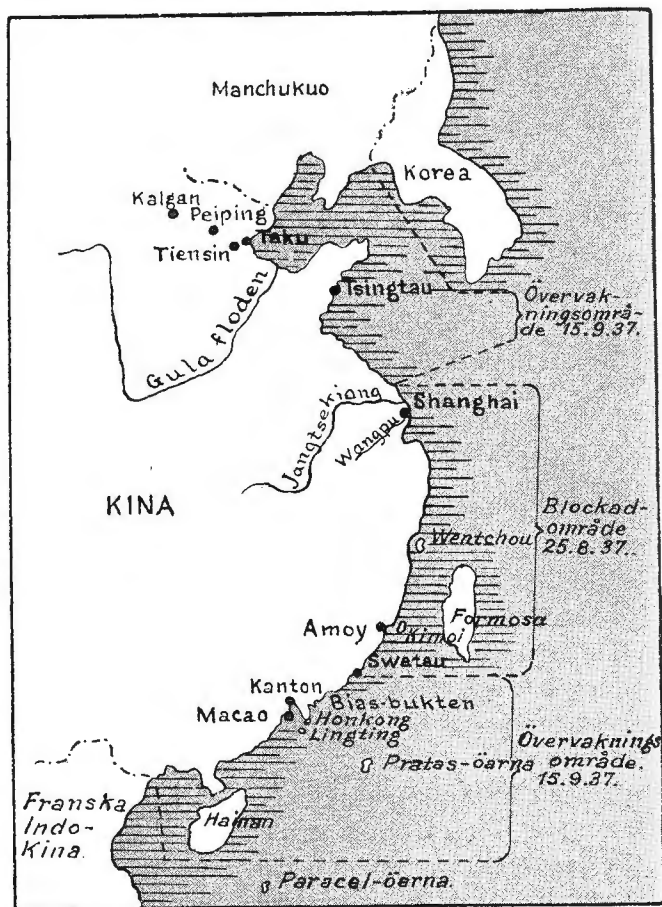 Manchukuo
Korea
Kalgan
Peiping
Taku
Tiensin
Tsingtau
Övervak-
ningsområ-
de 15.9.37.
Gula floden
Shanghai
Jangtsekiang
Wangpu
KINA
Blockad-
område
25.8.37.
Wentchou
Formosa
Amoy
Kimoi
Swatau
Kanton
Bias-bukten
Macao
Honkong
Lingting
Övervaknings
område.
15.9.37.
Pratas-öarna
Franska
Indo-
Kina.
Hainan
Paracel-öarna.